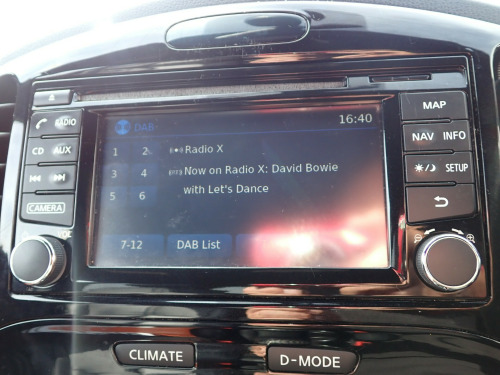 MAP
DAB
16:40
RADIO
1 2
Radio X
NAV INFO
CD AUX
3 4
Now on Radio X: David Bowie
with Let's Dance
SETUP
5 6
CAMERA
VOL
7-12
DAB List
CLIMATE
D-MODE